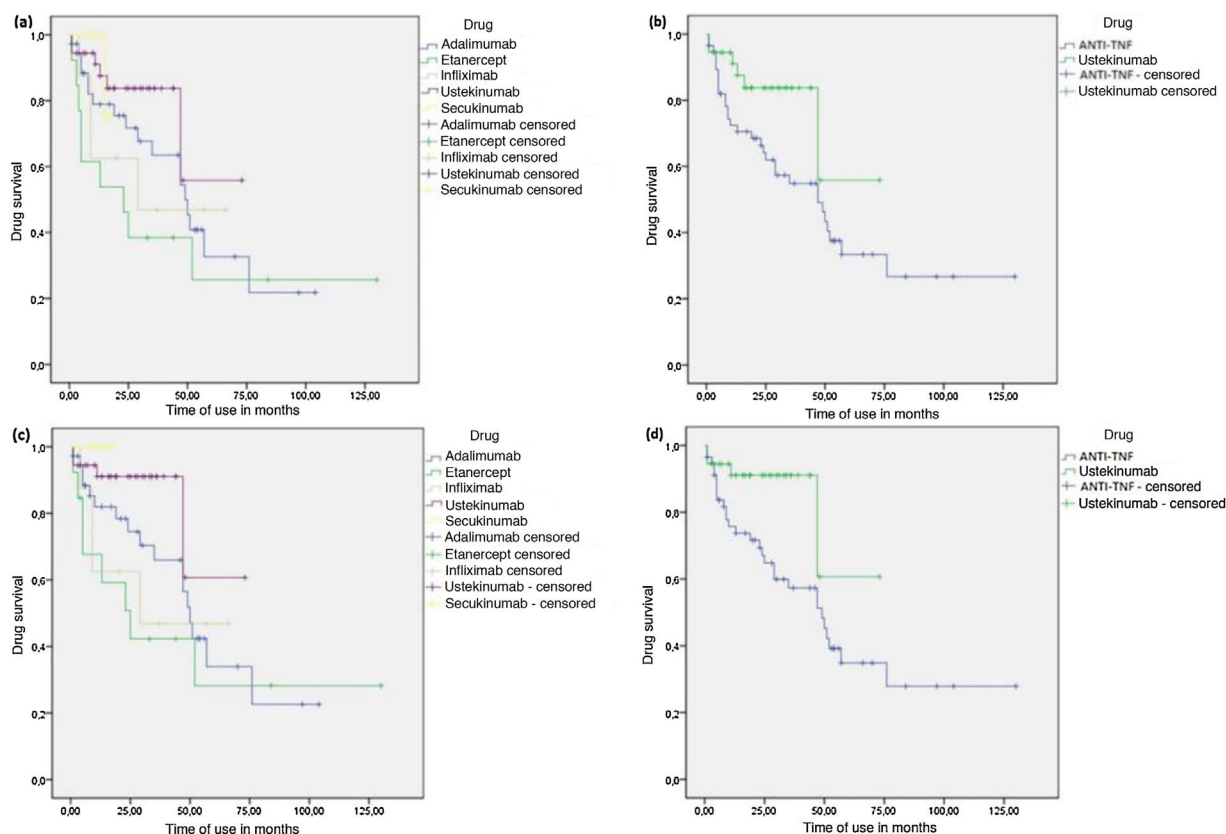 (a)
Drug
Adalimumab
Etanercept
Infliximab
Ustekinumab
Secukinumab
Adalimumab censored
Etanercept censored
Infliximab censored
Ustekinumab censored
Secukinumab censored
Drug survival
1,0
0,8
0,6
0,4
0,2
0,0
0,00 25,00 50,00 75,00 100,00 125,00
Time of use in months
(b)
Drug
ANTI-TNF
Ustekinumab
ANTI-TNF - censored
Ustekinumab censored
Drug survival
1,0
0,8
0,6
0,4
0,2
0,0
0,00 25,00 50,00 75,00 100,00 125,00
Time of use in months
(c)
Drug
Adalimumab
Etanercept
Infliximab
Ustekinumab
Secukinumab
Adalimumab censored
Etanercept censored
Infliximab censored
Ustekinumab - censored
Secukinumab - censored
Drug survival
1,0
0,8
0,6
0,4
0,2
0,0
0,00 25,00 50,00 75,00 100,00 125,00
Time of use in months
(d)
Drug
ANTI-TNF
Ustekinumab
ANTI-TNF - censored
Ustekinumab - censored
Drug survival
1,0
0,8
0,6
0,4
0,2
0,0
0,00 25,00 50,00 75,00 100,00 125,00
Time of use in months